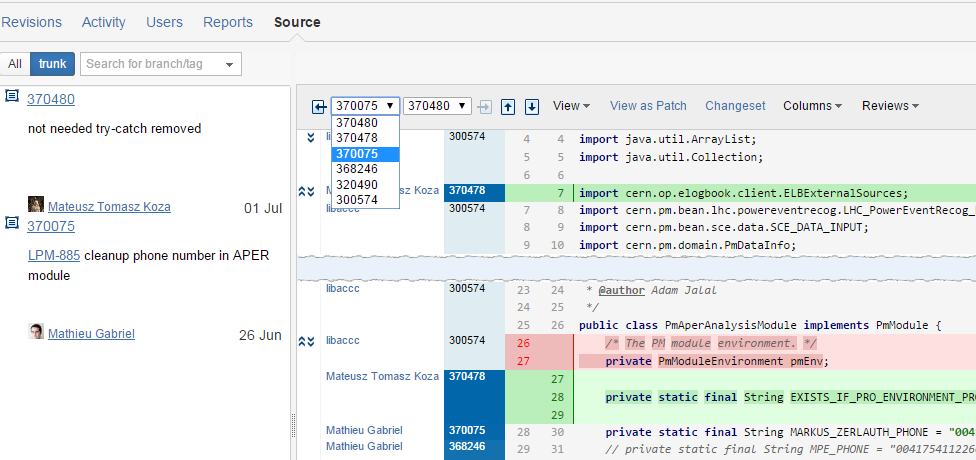 Revisions Activity Users Reports Source
All trunk Search for branch/tag
370480
not needed try-catch removed
Mateusz Tomasz Koza 01 Jul
370075
LPM-885 cleanup phone number in APER
module
Mathieu Gabriel 26 Jun
370075 370480 View View as Patch Changeset Columns Reviews
370480
370478
370075
368246
320490
300574
300574 4 4 import java.util.ArrayList;
5 5 import java.util.Collection;
6 6
370478 7 import cern.op.elogbook.client.ELBExternalSources;
libaccc 300574 7 8 import cern.pm.bean.lhc.powereventrecog.LHC_PowerEventRecog_
8 9 import cern.pm.bean.sce.data.SCE_DATA_INPUT;
9 10 import cern.pm.domain.PmDataInfo;
libaccc 300574 23 24 * @author Adam Jalal
24 25 */
25 26 public class PmAperAnalysisModule implements PmModule {
libaccc 300574 26 /* The PM module environment. */
27 private PmModuleEnvironment pmEnv;
Mateusz Tomasz Koza 370478 27
28 private static final String EXISTS_IF_PRO_ENVIRONMENT_PRO
29
Mathieu Gabriel 370075 28 30 private static final String MARKUS_ZERLAUTH_PHONE = "004
Mathieu Gabriel 368246 29 31 // private static final String MPE_PHONE = "0041754112260